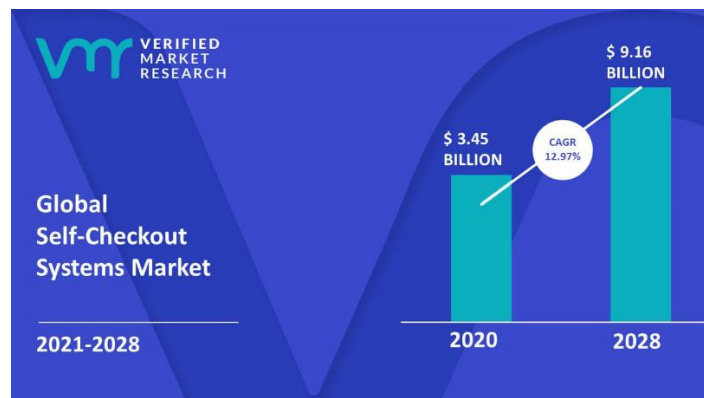 VERIFIED
MARKET
RESEARCH
Global
Self-Checkout
Systems Market
2021-2028
$ 3.45
BILLION
CAGR
12.97%
$ 9.16
BILLION
2020
2028